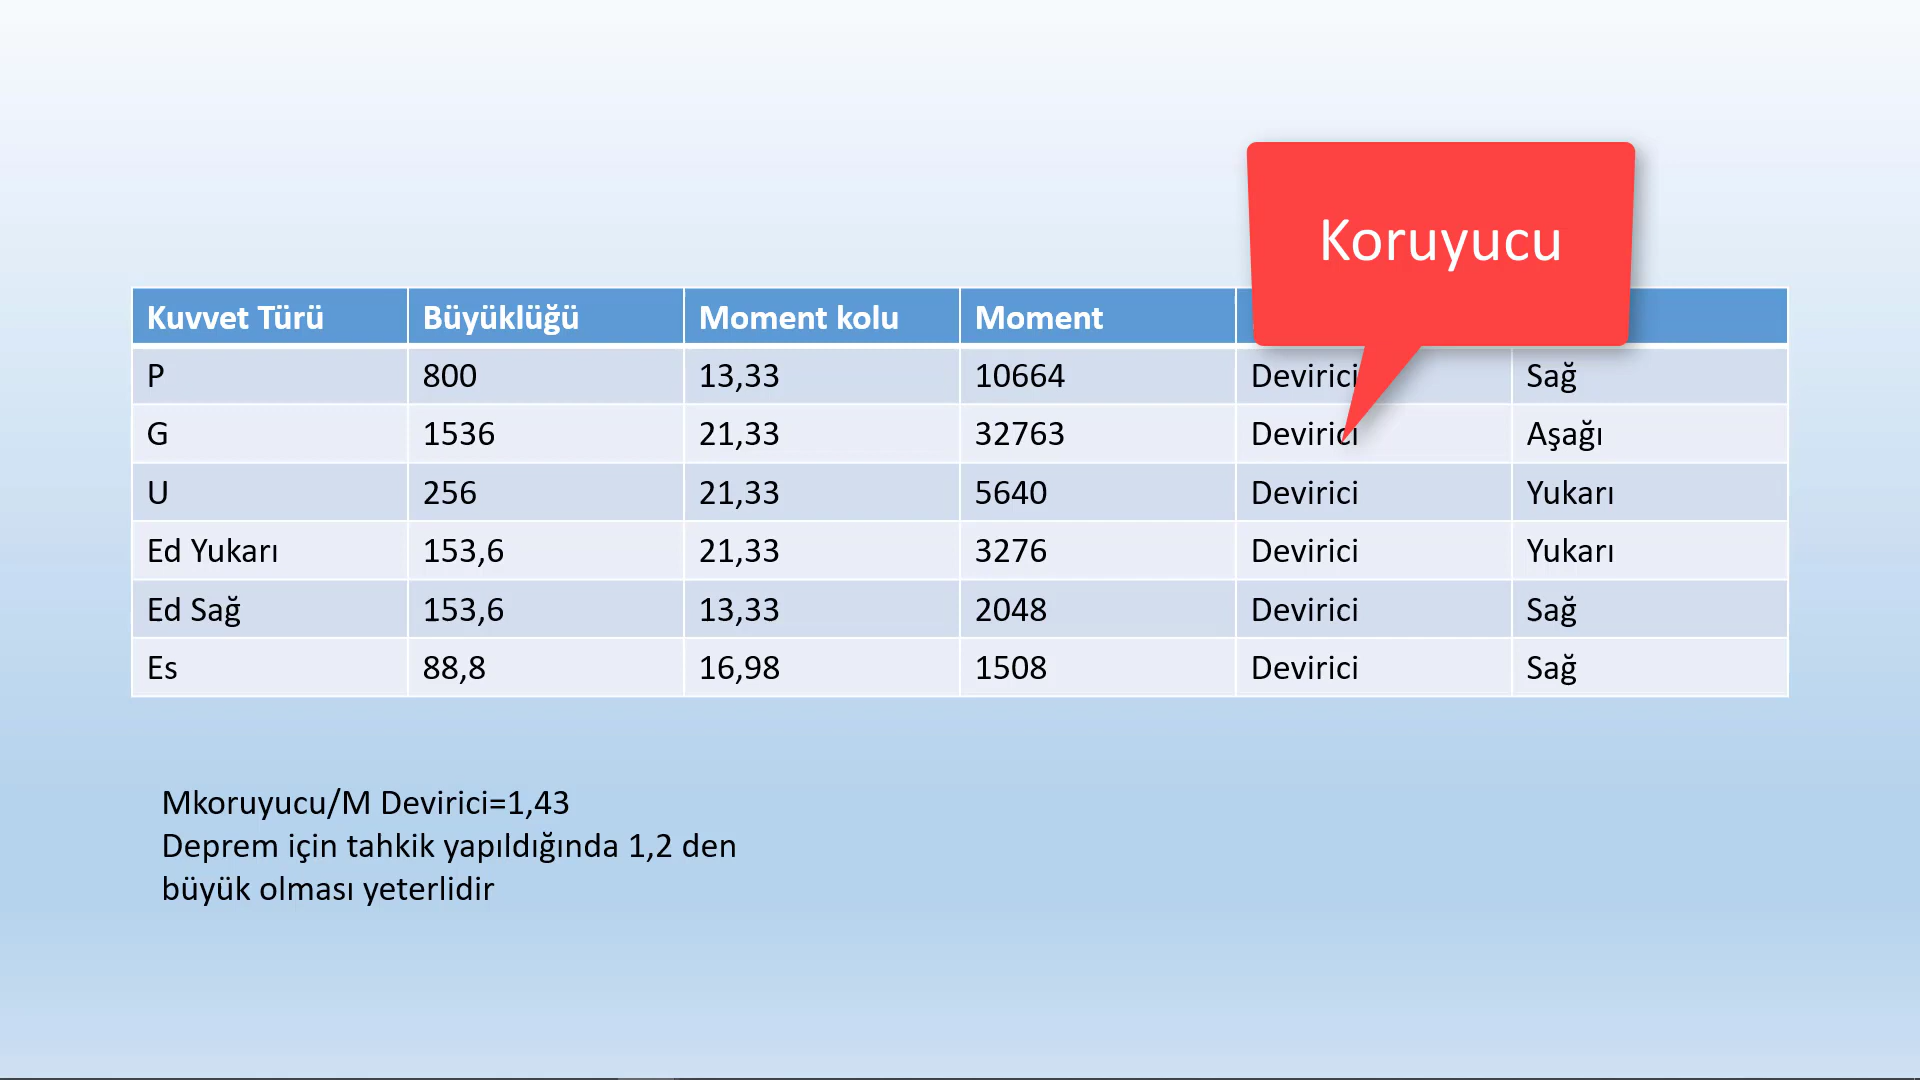 Koruyucu
Kuvvet Türü Büyüklüğü Moment kolu Moment
P 800 13,33 10664 Devirici Sağ
G 1536 21,33 32763 Devirici Aşağı
U 256 21,33 5640 Devirici Yukarı
Ed Yukarı 153,6 21,33 3276 Devirici Yukarı
Ed Sağ 153,6 13,33 2048 Devirici Sağ
Es 88,8 16,98 1508 Devirici Sağ
Mkoruyucu/M Devirici=1,43
Deprem için tahkik yapıldığında 1,2 den
büyük olması yeterlidir